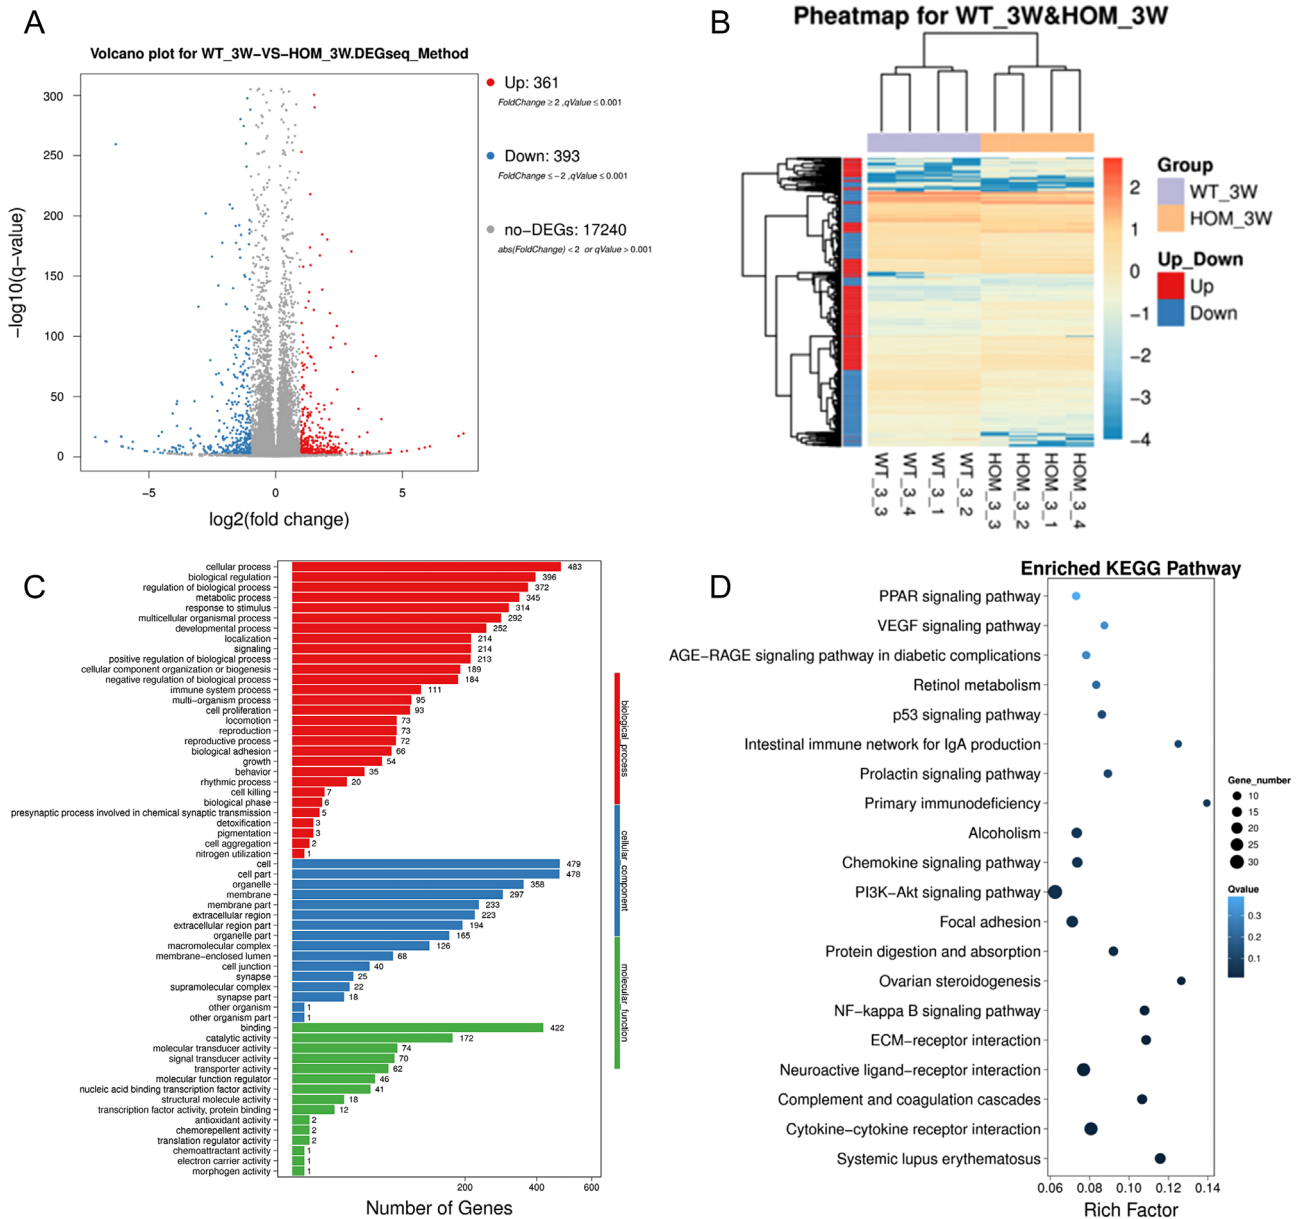 A
Volcano plot for WT_3W-VS-HOM_3W.DEGseq_Method
−log10(q−value)
300
250
200
150
100
50
0
−5
0
5
log2(fold change)
Up: 361
FoldChange ≥ 2 ,qValue ≤ 0.001
Down: 393
FoldChange ≤ −2 ,qValue ≤ 0.001
no−DEGs: 17240
abs(FoldChange) < 2 or qValue > 0.001
B
Pheatmap for WT_3W&HOM_3W
2
1
0
−1
−2
−3
−4
Group
WT_3W
HOM_3W
Up_Down
Up
Down
WT_3_3
WT_3_4
WT_3_1
WT_3_2
HOM_3_3
HOM_3_2
HOM_3_1
HOM_3_4
C
cellular process 483
biological regulation 396
regulation of biological process 372
metabolic process 345
response to stimulus 314
multicellular organismal process 292
developmental process 252
localization 214
signaling 214
positive regulation of biological process 213
cellular component organization or biogenesis 189
negative regulation of biological process 184
immune system process 111
multi−organism process 95
cell proliferation 93
locomotion 73
reproduction 73
reproductive process 72
biological adhesion 66
growth 54
behavior 35
rhythmic process 20
cell killing 7
biological phase 6
presynaptic process involved in chemical synaptic transmission 5
detoxification 3
pigmentation 3
cell aggregation 2
nitrogen utilization 1
cell 479
cell part 478
organelle 358
membrane 297
membrane part 233
extracellular region 223
extracellular region part 194
organelle part 165
macromolecular complex 126
membrane−enclosed lumen 68
cell junction 40
synapse 25
supramolecular complex 22
synapse part 18
other organism 1
other organism part 1
binding 422
catalytic activity 172
molecular transducer activity 74
signal transducer activity 70
transporter activity 62
molecular function regulator 46
nucleic acid binding transcription factor activity 41
structural molecule activity 18
transcription factor activity, protein binding 12
antioxidant activity 2
chemorepellent activity 2
translation regulator activity 2
chemoattractant activity 1
electron carrier activity 1
morphogen activity 1
biological_process
cellular_component
molecular_function
200
400
600
Number of Genes
D
Enriched KEGG Pathway
PPAR signaling pathway
VEGF signaling pathway
AGE−RAGE signaling pathway in diabetic complications
Retinol metabolism
p53 signaling pathway
Intestinal immune network for IgA production
Prolactin signaling pathway
Primary immunodeficiency
Alcoholism
Chemokine signaling pathway
PI3K−Akt signaling pathway
Focal adhesion
Protein digestion and absorption
Ovarian steroidogenesis
NF−kappa B signaling pathway
ECM−receptor interaction
Neuroactive ligand−receptor interaction
Complement and coagulation cascades
Cytokine−cytokine receptor interaction
Systemic lupus erythematosus
0.06
0.08
0.10
0.12
0.14
Rich Factor
Gene_number
10
15
20
25
30
Qvalue
0.3
0.2
0.1